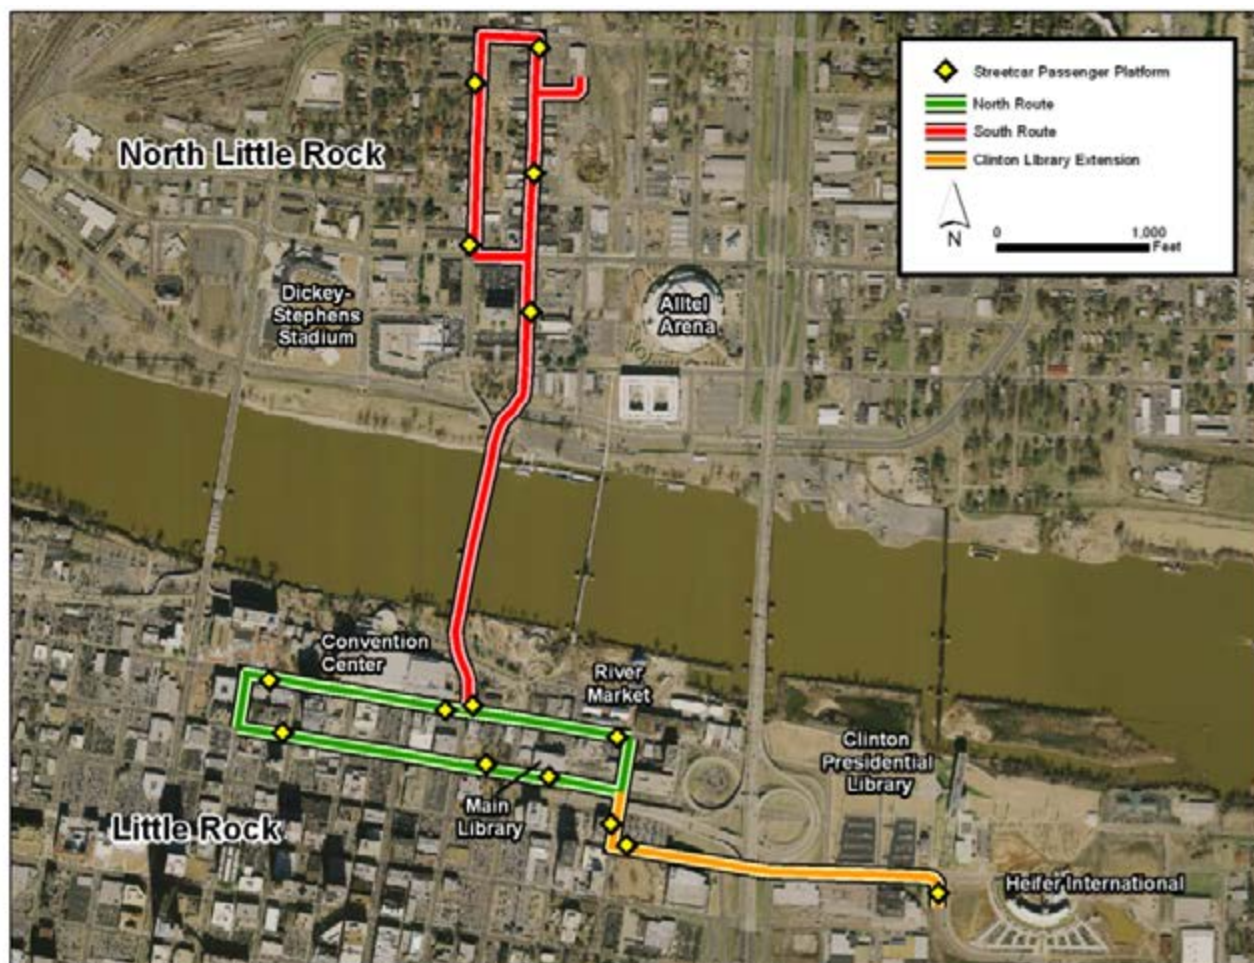 Streetcar Passenger Platform
North Route
South Route
Clinton Library Extension
N
0
1,000
Feet
North Little Rock
Dickey-
Stephens
Stadium
Alltel
Arena
Convention
Center
River
Market
Clinton
Presidential
Library
Main
Library
Little Rock
Heifer International